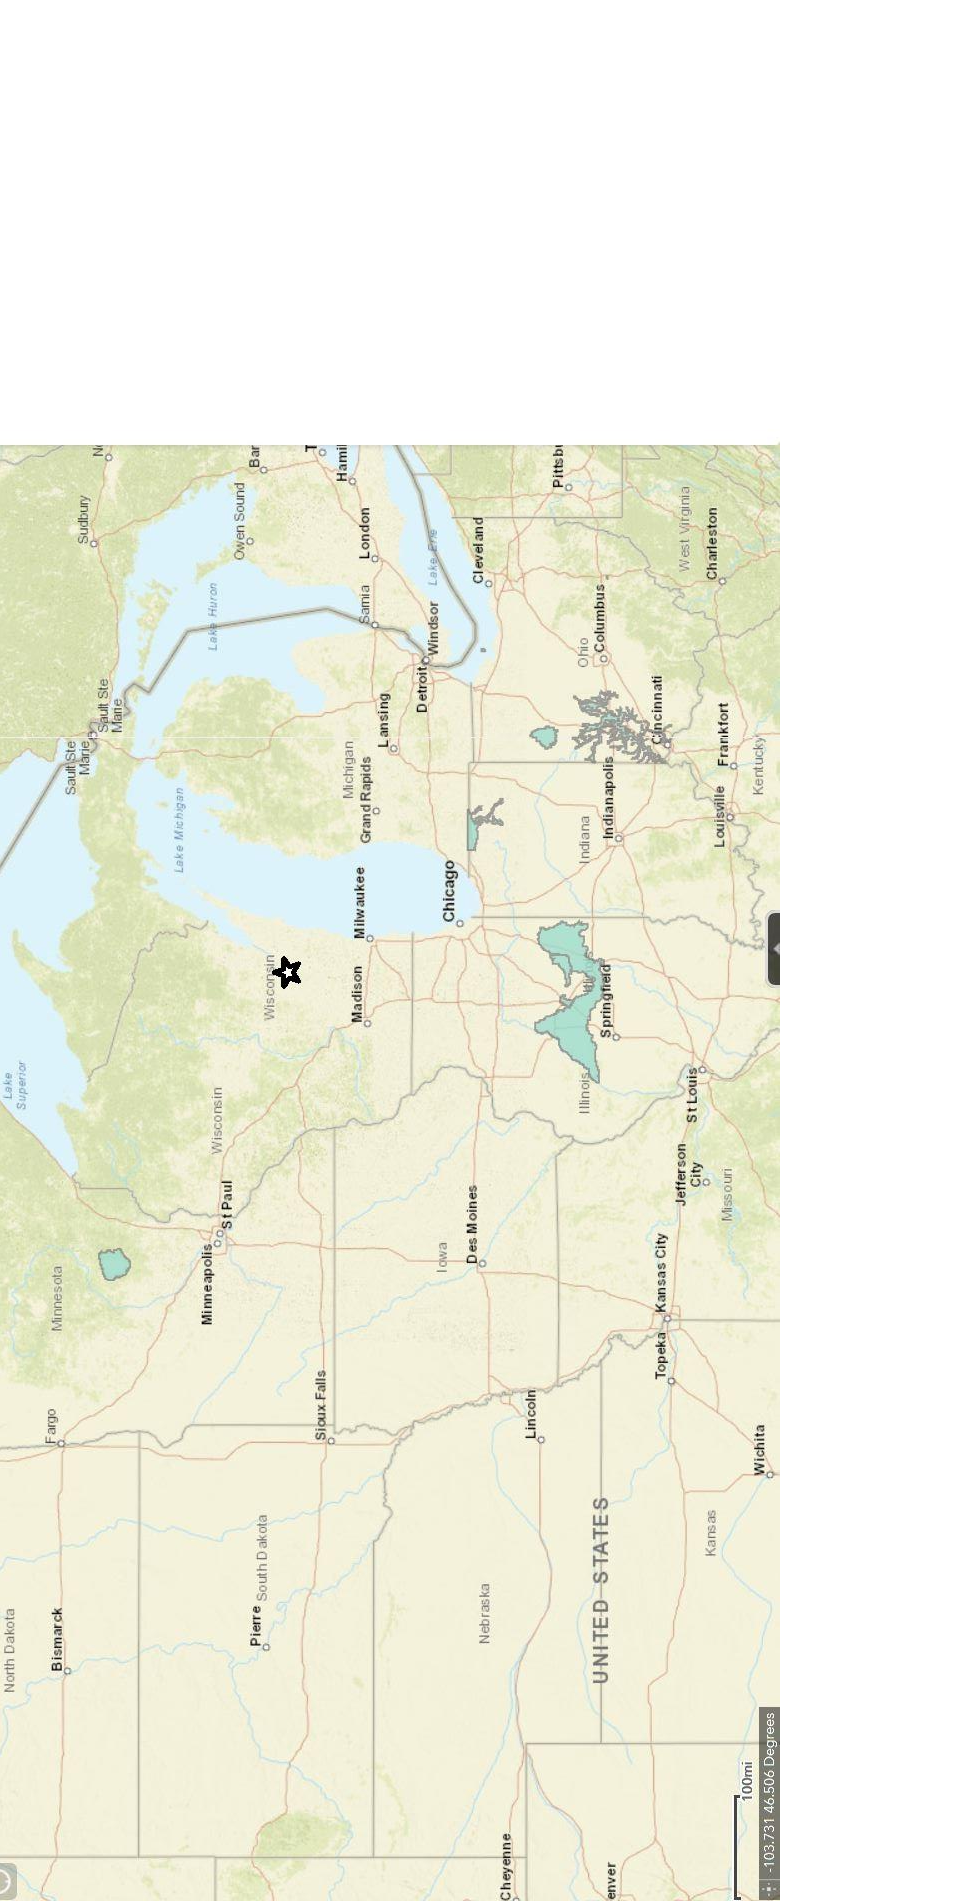 Sudbury
N
Bar
T
Hamil
Owen Sound
London
Sarnia
Lake Huron
Lake Erie
Pittsb
Cleveland
West Virginia
Charleston
Windsor
Detroit
Ohio
Columbus
Sault Ste
Marie
Sault Ste
Marie
Lansing
Michigan
Grand Rapids
Cincinnati
Frankfort
Kentucky
Louisville
Indianapolis
Indiana
Lake Michigan
Milwaukee
Chicago
Wisconsin
Madison
Springfield
Illinois
St Louis
Lake
Superior
Wisconsin
St Paul
Minneapolis
Minnesota
Iowa
Des Moines
Jefferson
City
Missouri
Kansas City
Topeka
Fargo
Sioux Falls
Lincoln
Wichita
Kansas
UNITED STATES
Nebraska
South Dakota
Pierre
Bismarck
North Dakota
Cheyenne
enver
100mi
-103.731 46.506 Degrees